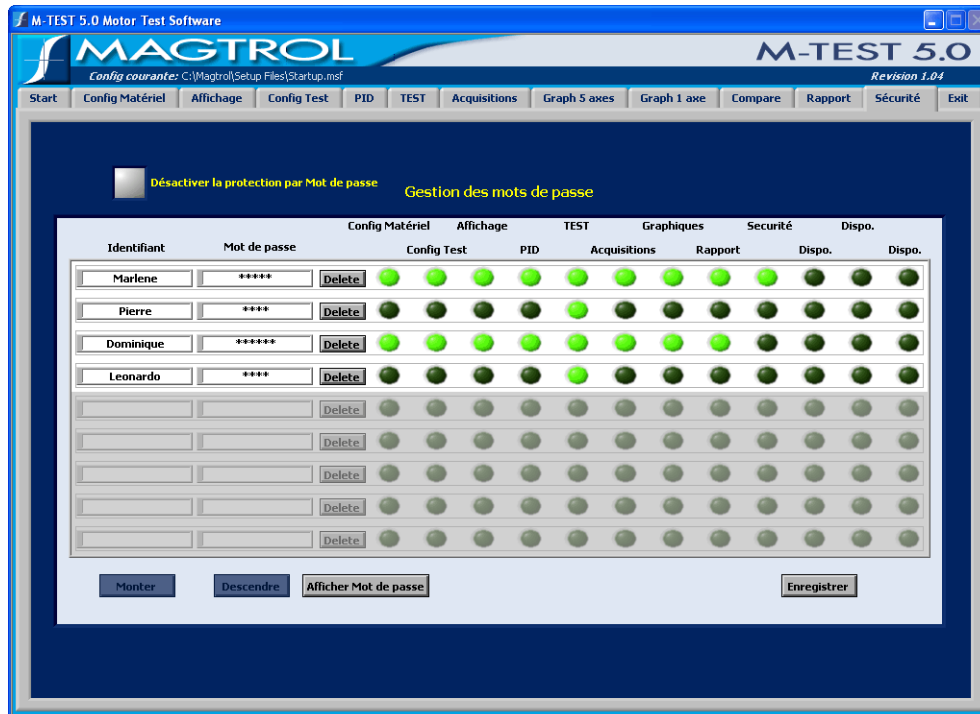 M-TEST 5.0 Motor Test Software
MAGTROL
M-TEST 5.0
Config courante: C:\Magtrol\Setup Files\Startup.msf
Revision 1.04
Start Config Matériel Affichage Config Test PID TEST Acquisitions Graph 5 axes Graph 1 axe Compare Rapport Sécurité Exit
Désactiver la protection par Mot de passe
Gestion des mots de passe
Config Matériel Affichage TEST Graphiques Securité Dispo.
Identifiant Mot de passe Config Test PID Acquisitions Rapport Dispo. Dispo.
Marlene ***** Delete
Pierre **** Delete
Dominique ****** Delete
Leonardo **** Delete
Delete
Delete
Delete
Delete
Delete
Monter Descendre Afficher Mot de passe Enregistrer